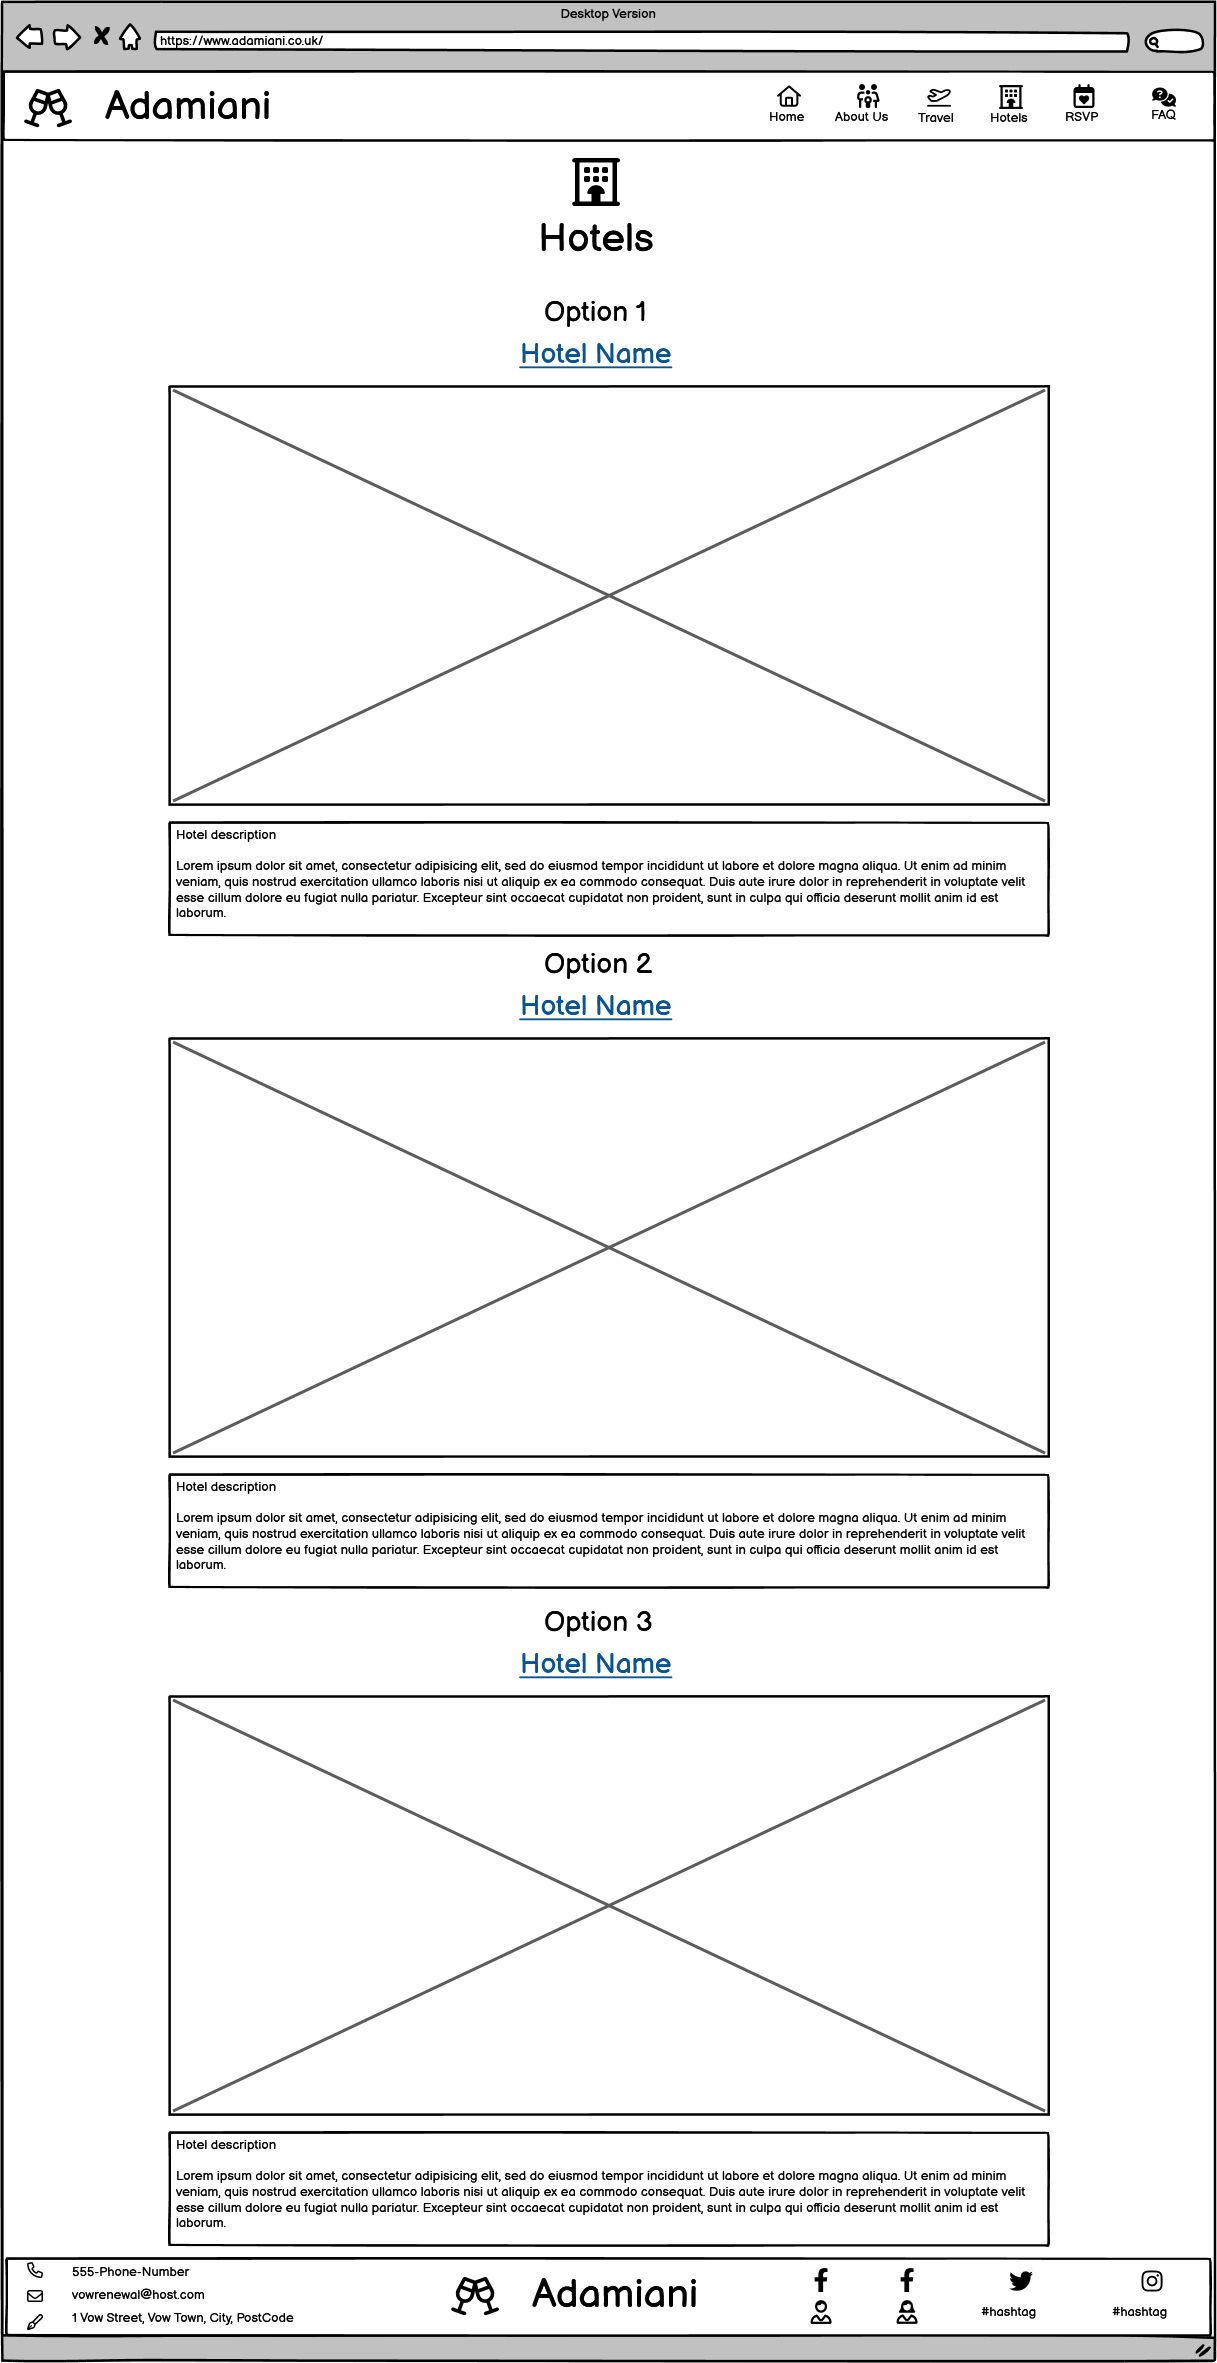 Desktop Version
https://www.adamiani.co.uk/
Adamiani
Home About Us Travel Hotels RSVP FAQ
Hotels
Option 1
Hotel Name
Hotel description
Lorem ipsum dolor sit amet, consectetur adipisicing elit, sed do eiusmod tempor incididunt ut labore et dolore magna aliqua. Ut enim ad minim
veniam, quis nostrud exercitation ullamco laboris nisi ut aliquip ex ea commodo consequat. Duis aute irure dolor in reprehenderit in voluptate velit
esse cillum dolore eu fugiat nulla pariatur. Excepteur sint occaecat cupidatat non proident, sunt in culpa qui officia deserunt mollit anim id est
laborum.
Option 2
Hotel Name
Hotel description
Lorem ipsum dolor sit amet, consectetur adipisicing elit, sed do eiusmod tempor incididunt ut labore et dolore magna aliqua. Ut enim ad minim
veniam, quis nostrud exercitation ullamco laboris nisi ut aliquip ex ea commodo consequat. Duis aute irure dolor in reprehenderit in voluptate velit
esse cillum dolore eu fugiat nulla pariatur. Excepteur sint occaecat cupidatat non proident, sunt in culpa qui officia deserunt mollit anim id est
laborum.
Option 3
Hotel Name
Hotel description
Lorem ipsum dolor sit amet, consectetur adipisicing elit, sed do eiusmod tempor incididunt ut labore et dolore magna aliqua. Ut enim ad minim
veniam, quis nostrud exercitation ullamco laboris nisi ut aliquip ex ea commodo consequat. Duis aute irure dolor in reprehenderit in voluptate velit
esse cillum dolore eu fugiat nulla pariatur. Excepteur sint occaecat cupidatat non proident, sunt in culpa qui officia deserunt mollit anim id est
laborum.
555-Phone-Number
vowrenewal@host.com
1 Vow Street, Vow Town, City, PostCode
Adamiani
#hashtag
#hashtag